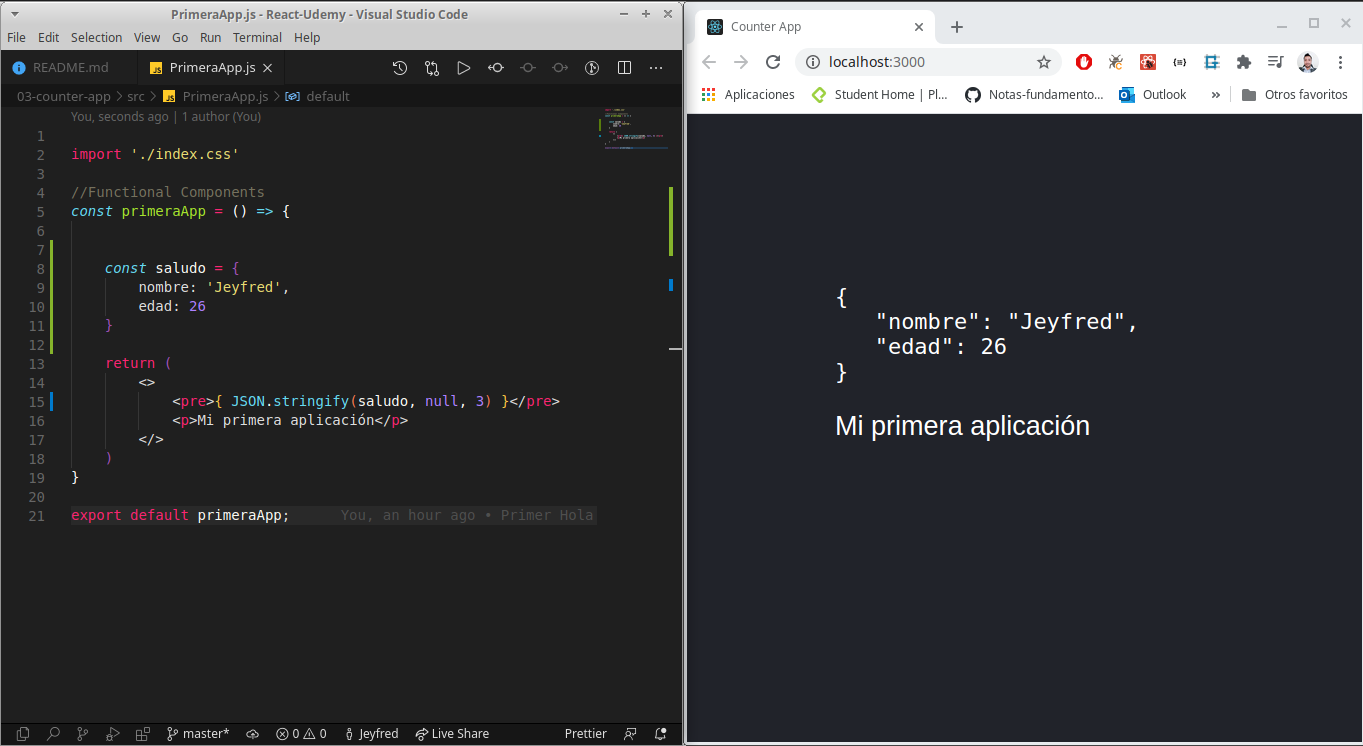 PrimeraApp.js - React-Udemy - Visual Studio Code
File Edit Selection View Go Run Terminal Help
README.md PrimeraApp.js
03-counter-app > src > PrimeraApp.js > default
You, seconds ago | 1 author (You)
1
2 import './index.css'
3
4 //Functional Components
5 const primeraApp = () => {
6
7
8 const saludo = {
9 nombre: 'Jeyfred',
10 edad: 26
11 }
12
13 return (
14 <>
15 <pre>{ JSON.stringify(saludo, null, 3) }</pre>
16 <p>Mi primera aplicación</p>
17 </>
18 )
19 }
20
21 export default primeraApp; You, an hour ago • Primer Hola
master* 0 0 Jeyfred Live Share Prettier
Counter App
localhost:3000
Aplicaciones Student Home | Pl... Notas-fundamento... Outlook » Otros favoritos
{
"nombre": "Jeyfred",
"edad": 26
}
Mi primera aplicación